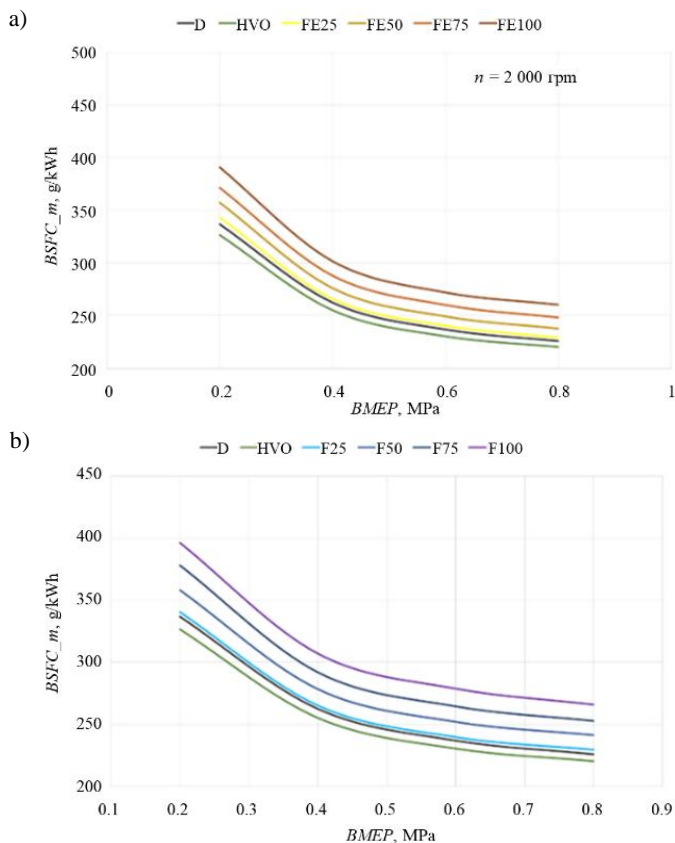 a)
D HVO FE25 FE50 FE75 FE100
500
n = 2 000 rpm
450
400
350
300
250
200
BSFC_m, g/kWh
0 0.2 0.4 0.6 0.8 1
BMEP, MPa
b)
D HVO F25 F50 F75 F100
450
400
350
300
250
200
BSFC_m, g/kWh
0.1 0.2 0.3 0.4 0.5 0.6 0.7 0.8 0.9
BMEP, MPa